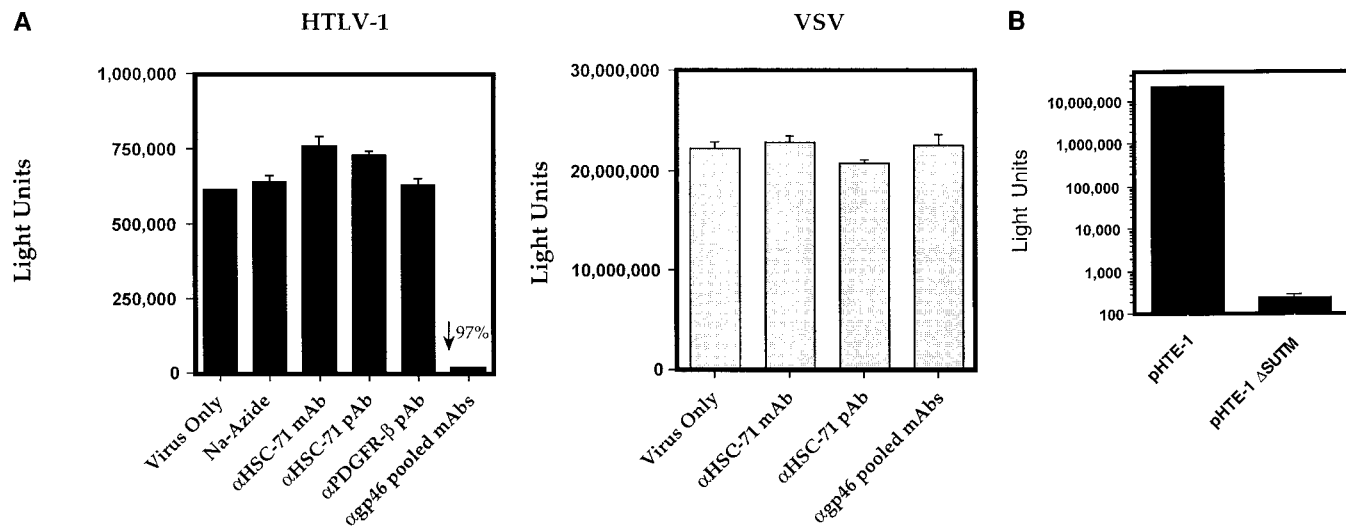 A
HTLV-1
Light Units
1,000,000
750,000
500,000
250,000
0
97%
Virus Only
Na-Azide
αHSC-71 mAb
αHSC-71 pAb
αPDGFR-β pAb
αgp46 pooled mAbs
VSV
Light Units
30,000,000
20,000,000
10,000,000
0
Virus Only
αHSC-71 mAb
αHSC-71 pAb
αgp46 pooled mAbs
B
Light Units
10,000,000
1,000,000
100,000
10,000
1,000
100
pHTE-1
pHTE-1 ΔSUTM